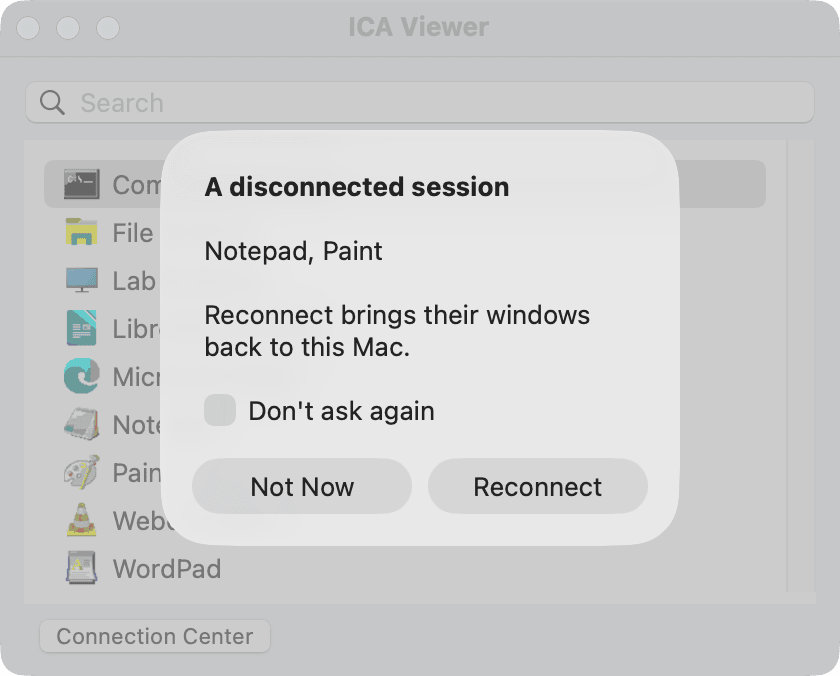 ICA Viewer
Search
A disconnected session
Notepad, Paint
Reconnect brings their windows
back to this Mac.
Don't ask again
Not Now
Reconnect
File
Lab
WordPad
Connection Center